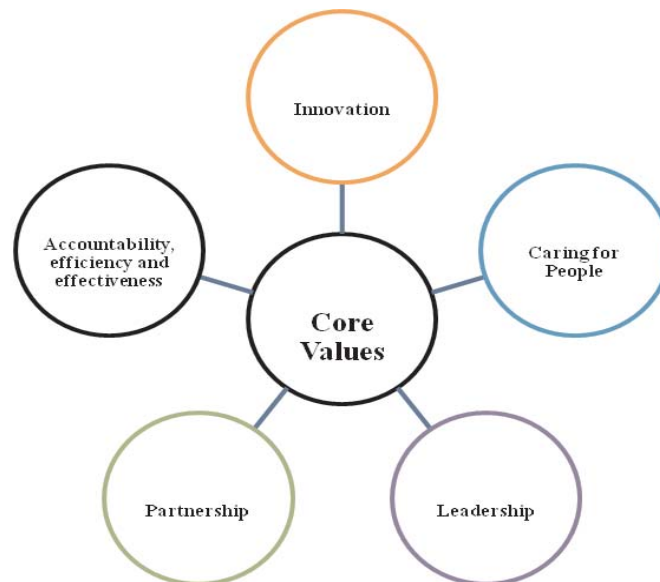 Innovation
Accountability,
efficiency and
effectiveness
Caring for
People
Core
Values
Partnership
Leadership